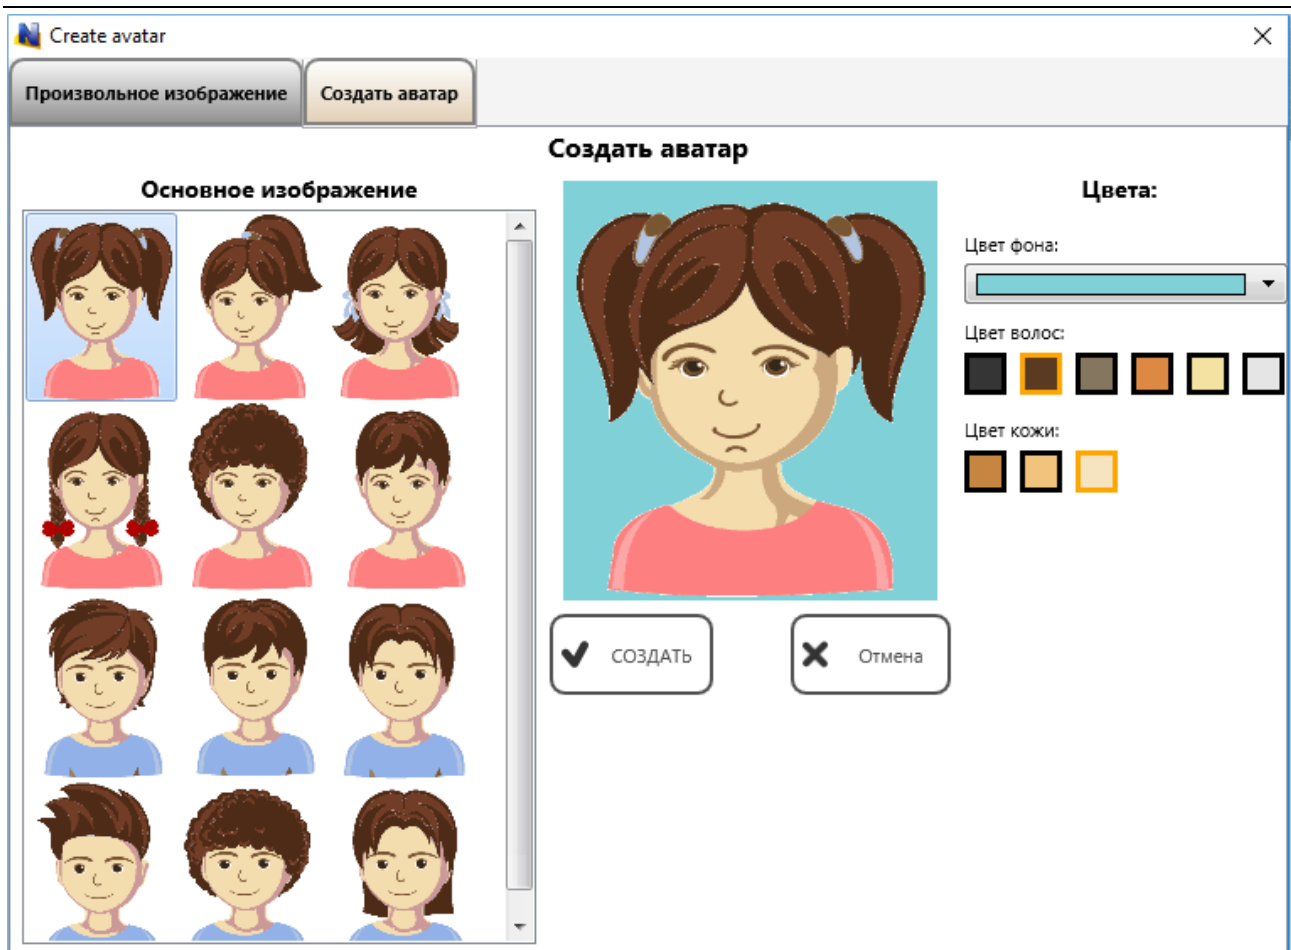 Create avatar
Произвольное изображение
Создать аватар
Создать аватар
Основное изображение
Цвета:
Цвет фона:
Цвет волос:
Цвет кожи:
СОЗДАТЬ
Отмена